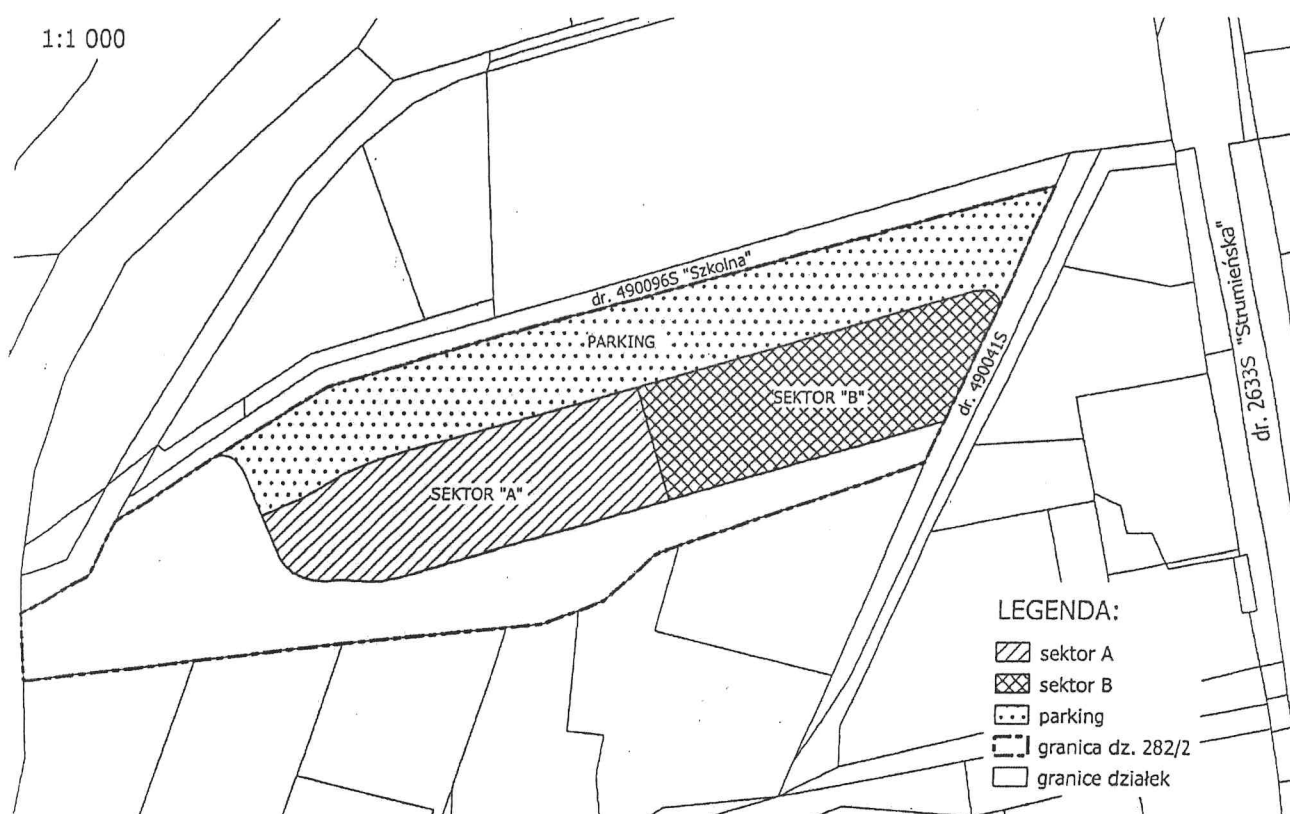 1:1 000
dr. 490096S "Szkolna"
PARKING
SEKTOR "B"
SEKTOR "A"
dr. 490041S
dr. 2633S "Strumieńska"
LEGENDA:
sektor A
sektor B
parking
granica dz. 282/2
granice działek